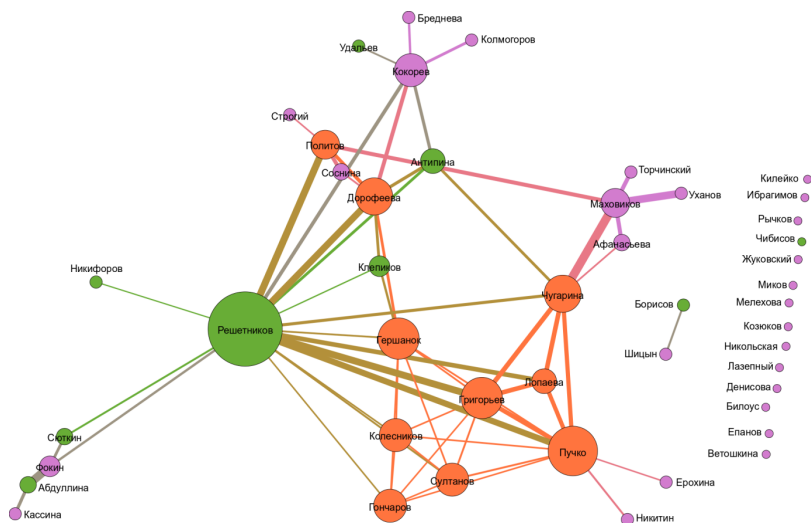 Бреднева
Колмогоров
Удальев
Кокорев
Строгий
Политов
Антипина
Соснина
Дорофеева
Торчинский
Уханов
Маховиков
Афанасьева
Килейко
Ибрагимов
Рычков
Чибисов
Жуковский
Никифоров
Клепиков
Чугарина
Миков
Мелехова
Борисов
Решетников
Гершанок
Козюков
Никольская
Шицын
Лазепный
Лопаева
Денисова
Григорьев
Билоус
Колесников
Епанов
Сюткин
Пучко
Ветошкина
Фокин
Абдуллина
Султанов
Ерохина
Гончаров
Кассина
Никитин